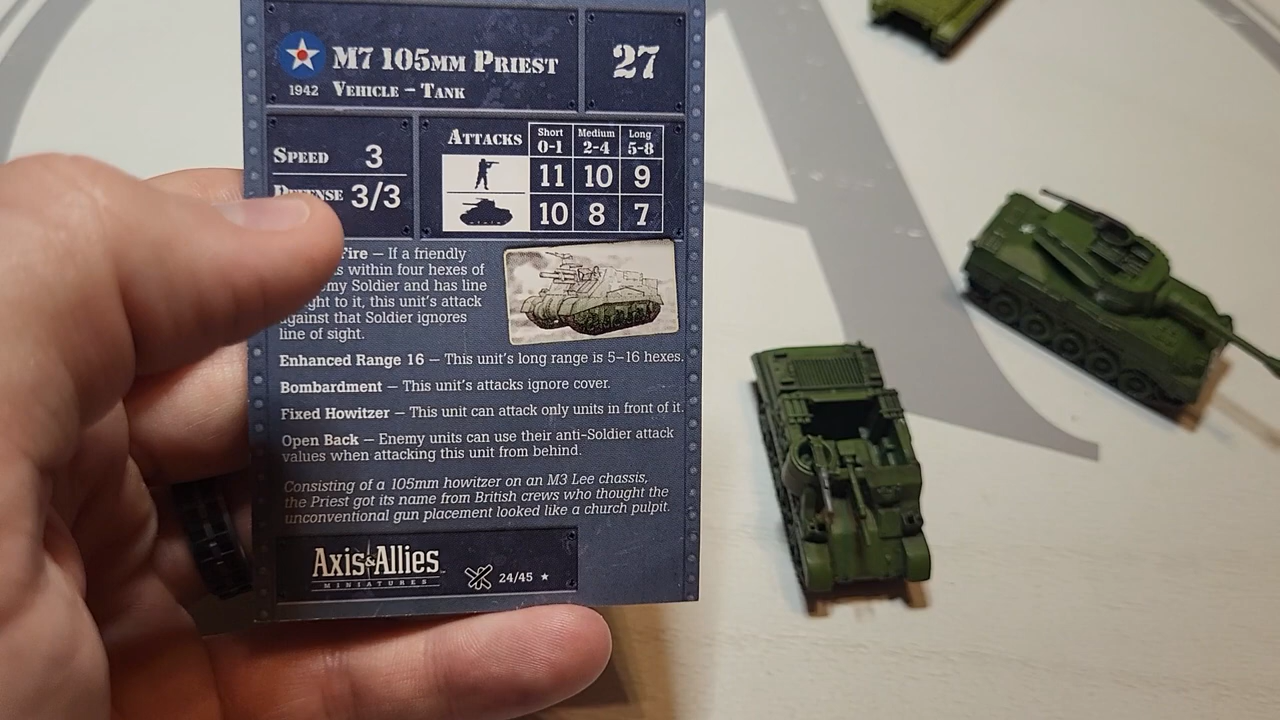 M7 105MM PRIEST
27
1942
VEHICLE – TANK
SPEED 3
3/3
ATTACKS
Short 0-1
Medium 2-4
Long 5-8
11 10 9
10 8 7
Fire — If a friendly
within four hexes of
Soldier and has line
to it, this unit's attack
against that Soldier ignores
line of sight.
Enhanced Range 16 — This unit's long range is 5–16 hexes.
Bombardment — This unit's attacks ignore cover.
Fixed Howitzer — This unit can attack only units in front of it.
Open Back — Enemy units can use their anti-Soldier attack
values when attacking this unit from behind.
Consisting of a 105mm howitzer on an M3 Lee chassis,
the Priest got its name from British crews who thought the
unconventional gun placement looked like a church pulpit.
Axis&Allies
MINIATURES
24/45 ★